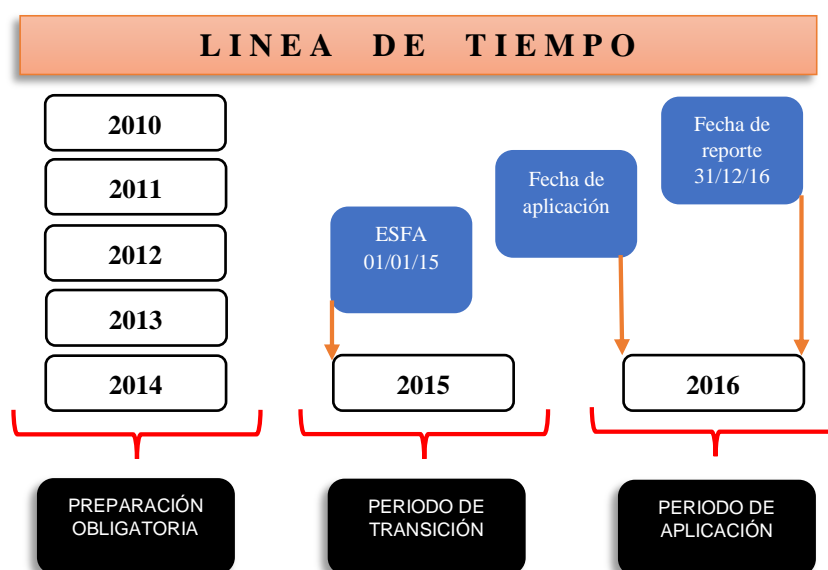 LINEA DE TIEMPO
2010
2011
2012
2013
2014
ESFA
01/01/15
Fecha de
aplicación
Fecha de
reporte
31/12/16
2015
2016
PREPARACIÓN
OBLIGATORIA
PERIODO DE
TRANSICIÓN
PERIODO DE
APLICACIÓN